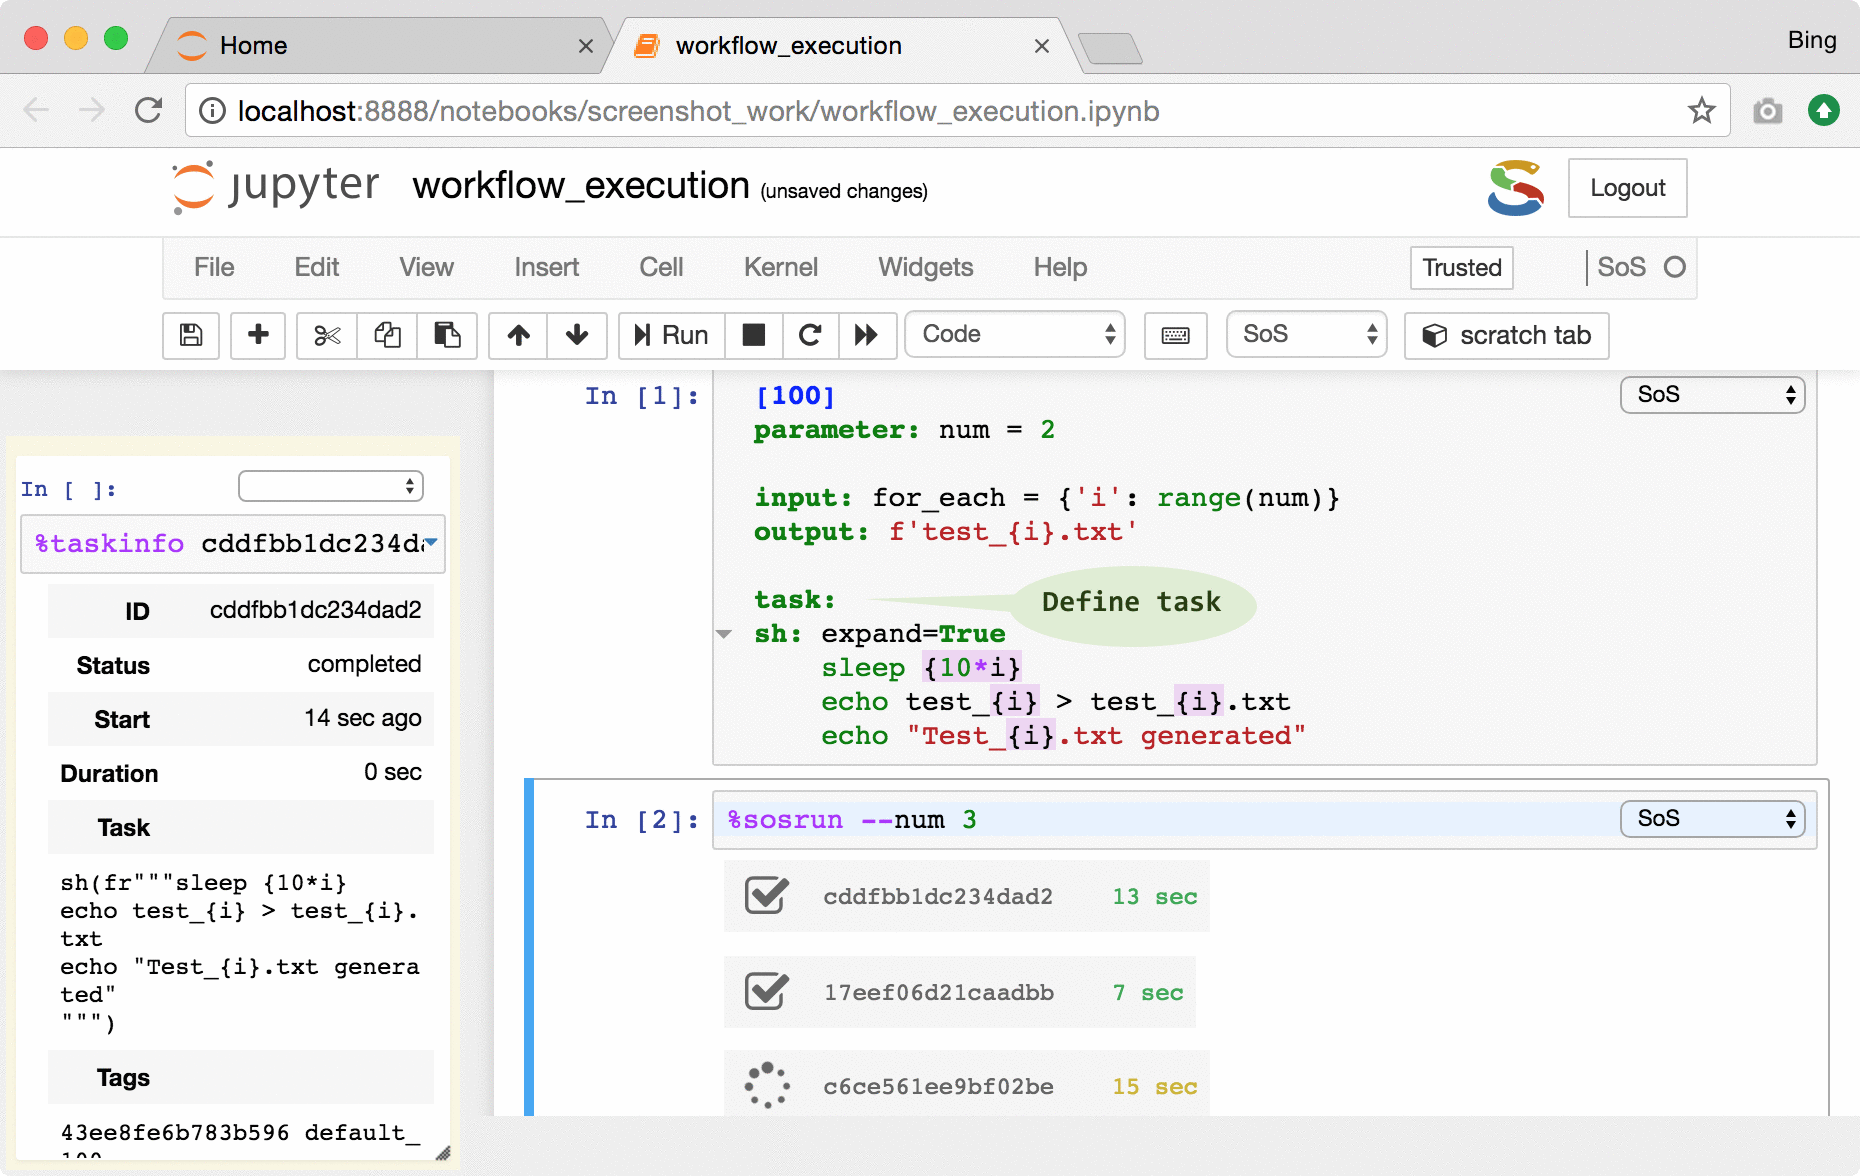 Home
workflow_execution
Bing
localhost:8888/notebooks/screenshot_work/workflow_execution.ipynb
jupyter workflow_execution (unsaved changes)
Logout
File Edit View Insert Cell Kernel Widgets Help Trusted SoS
Run Code SoS scratch tab
In [ ]:
%taskinfo cddfbb1dc234da
ID cddfbb1dc234dad2
Status completed
Start 14 sec ago
Duration 0 sec
Task
sh(fr"""sleep {10*i}
echo test_{i} > test_{i}.
txt
echo "Test_{i}.txt genera
ted"
""")
Tags
43ee8fe6b783b596 default_
In [1]:
SoS
[100]
parameter: num = 2
input: for_each = {'i': range(num)}
output: f'test_{i}.txt'
task:
Define task
sh: expand=True
sleep {10*i}
echo test_{i} > test_{i}.txt
echo "Test_{i}.txt generated"
In [2]:
%sosrun --num 3
SoS
cddfbb1dc234dad2 13 sec
17eef06d21caadbb 7 sec
c6ce561ee9bf02be 15 sec